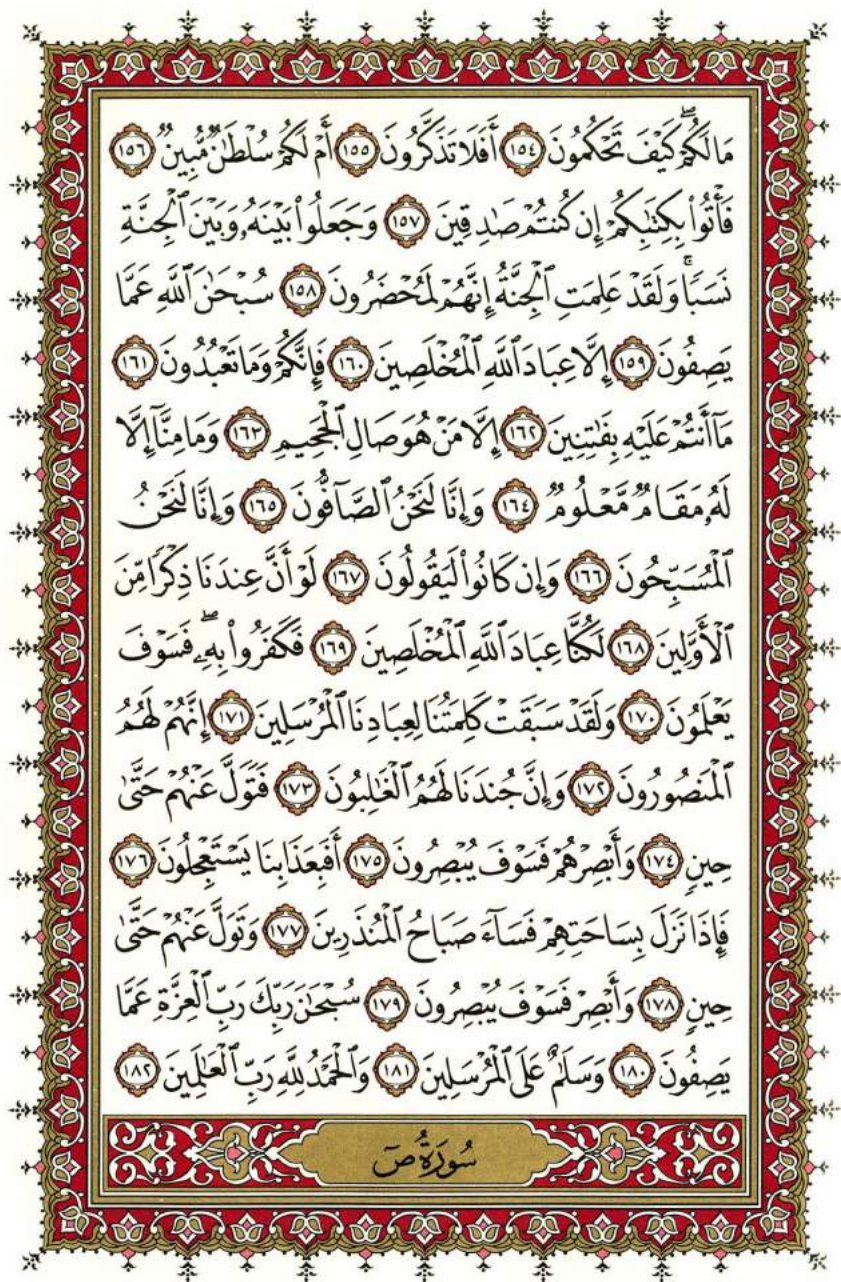 مَا لَكُمْ كَيْفَ تَحْكُمُونَ ١٥٤ أَفَلَا تَذَكَّرُونَ ١٥٥ أَمْ لَكُمْ سُلْطَٰنٌ مُّبِينٌ ١٥٦
فَأْتُوا۟ بِكِتَٰبِكُمْ إِن كُنتُمْ صَٰدِقِينَ ١٥٧ وَجَعَلُوا۟ بَيْنَهُۥ وَبَيْنَ ٱلْجِنَّةِ
نَسَبًاۚ وَلَقَدْ عَلِمَتِ ٱلْجِنَّةُ إِنَّهُمْ لَمُحْضَرُونَ ١٥٨ سُبْحَٰنَ ٱللَّهِ عَمَّا
يَصِفُونَ ١٥٩ إِلَّا عِبَادَ ٱللَّهِ ٱلْمُخْلَصِينَ ١٦٠ فَإِنَّكُمْ وَمَا تَعْبُدُونَ ١٦١
مَآ أَنتُمْ عَلَيْهِ بِفَٰتِنِينَ ١٦٢ إِلَّا مَنْ هُوَ صَالِ ٱلْجَحِيمِ ١٦٣ وَمَا مِنَّآ إِلَّا
لَهُۥ مَقَامٌ مَّعْلُومٌ ١٦٤ وَإِنَّا لَنَحْنُ ٱلصَّآفُّونَ ١٦٥ وَإِنَّا لَنَحْنُ
ٱلْمُسَبِّحُونَ ١٦٦ وَإِن كَانُوا۟ لَيَقُولُونَ ١٦٧ لَوْ أَنَّ عِندَنَا ذِكْرًا مِّنَ
ٱلْأَوَّلِينَ ١٦٨ لَكُنَّا عِبَادَ ٱللَّهِ ٱلْمُخْلَصِينَ ١٦٩ فَكَفَرُوا۟ بِهِۦۖ فَسَوْفَ
يَعْلَمُونَ ١٧٠ وَلَقَدْ سَبَقَتْ كَلِمَتُنَا لِعِبَادِنَا ٱلْمُرْسَلِينَ ١٧١ إِنَّهُمْ لَهُمُ
ٱلْمَنصُورُونَ ١٧٢ وَإِنَّ جُندَنَا لَهُمُ ٱلْغَٰلِبُونَ ١٧٣ فَتَوَلَّ عَنْهُمْ حَتَّىٰ
حِينٍ ١٧٤ وَأَبْصِرْهُمْ فَسَوْفَ يُبْصِرُونَ ١٧٥ أَفَبِعَذَابِنَا يَسْتَعْجِلُونَ ١٧٦
فَإِذَا نَزَلَ بِسَاحَتِهِمْ فَسَآءَ صَبَاحُ ٱلْمُنذَرِينَ ١٧٧ وَتَوَلَّ عَنْهُمْ حَتَّىٰ
حِينٍ ١٧٨ وَأَبْصِرْ فَسَوْفَ يُبْصِرُونَ ١٧٩ سُبْحَٰنَ رَبِّكَ رَبِّ ٱلْعِزَّةِ عَمَّا
يَصِفُونَ ١٨٠ وَسَلَٰمٌ عَلَى ٱلْمُرْسَلِينَ ١٨١ وَٱلْحَمْدُ لِلَّهِ رَبِّ ٱلْعَٰلَمِينَ ١٨٢
سُورَةُ صٓ